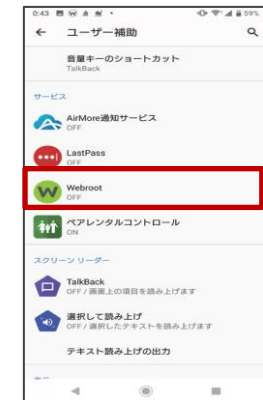 0:43
59%
ユーザー補助
音量キーのショートカット
TalkBack
サービス
AirMore通知サービス
OFF
LastPass
OFF
Webroot
OFF
ペアレンタルコントロール
ON
スクリーン リーダー
TalkBack
OFF / 画面上の項目を読み上げます
選択して読み上げ
OFF / 選択したテキストを読み上げます
テキスト読み上げの出力